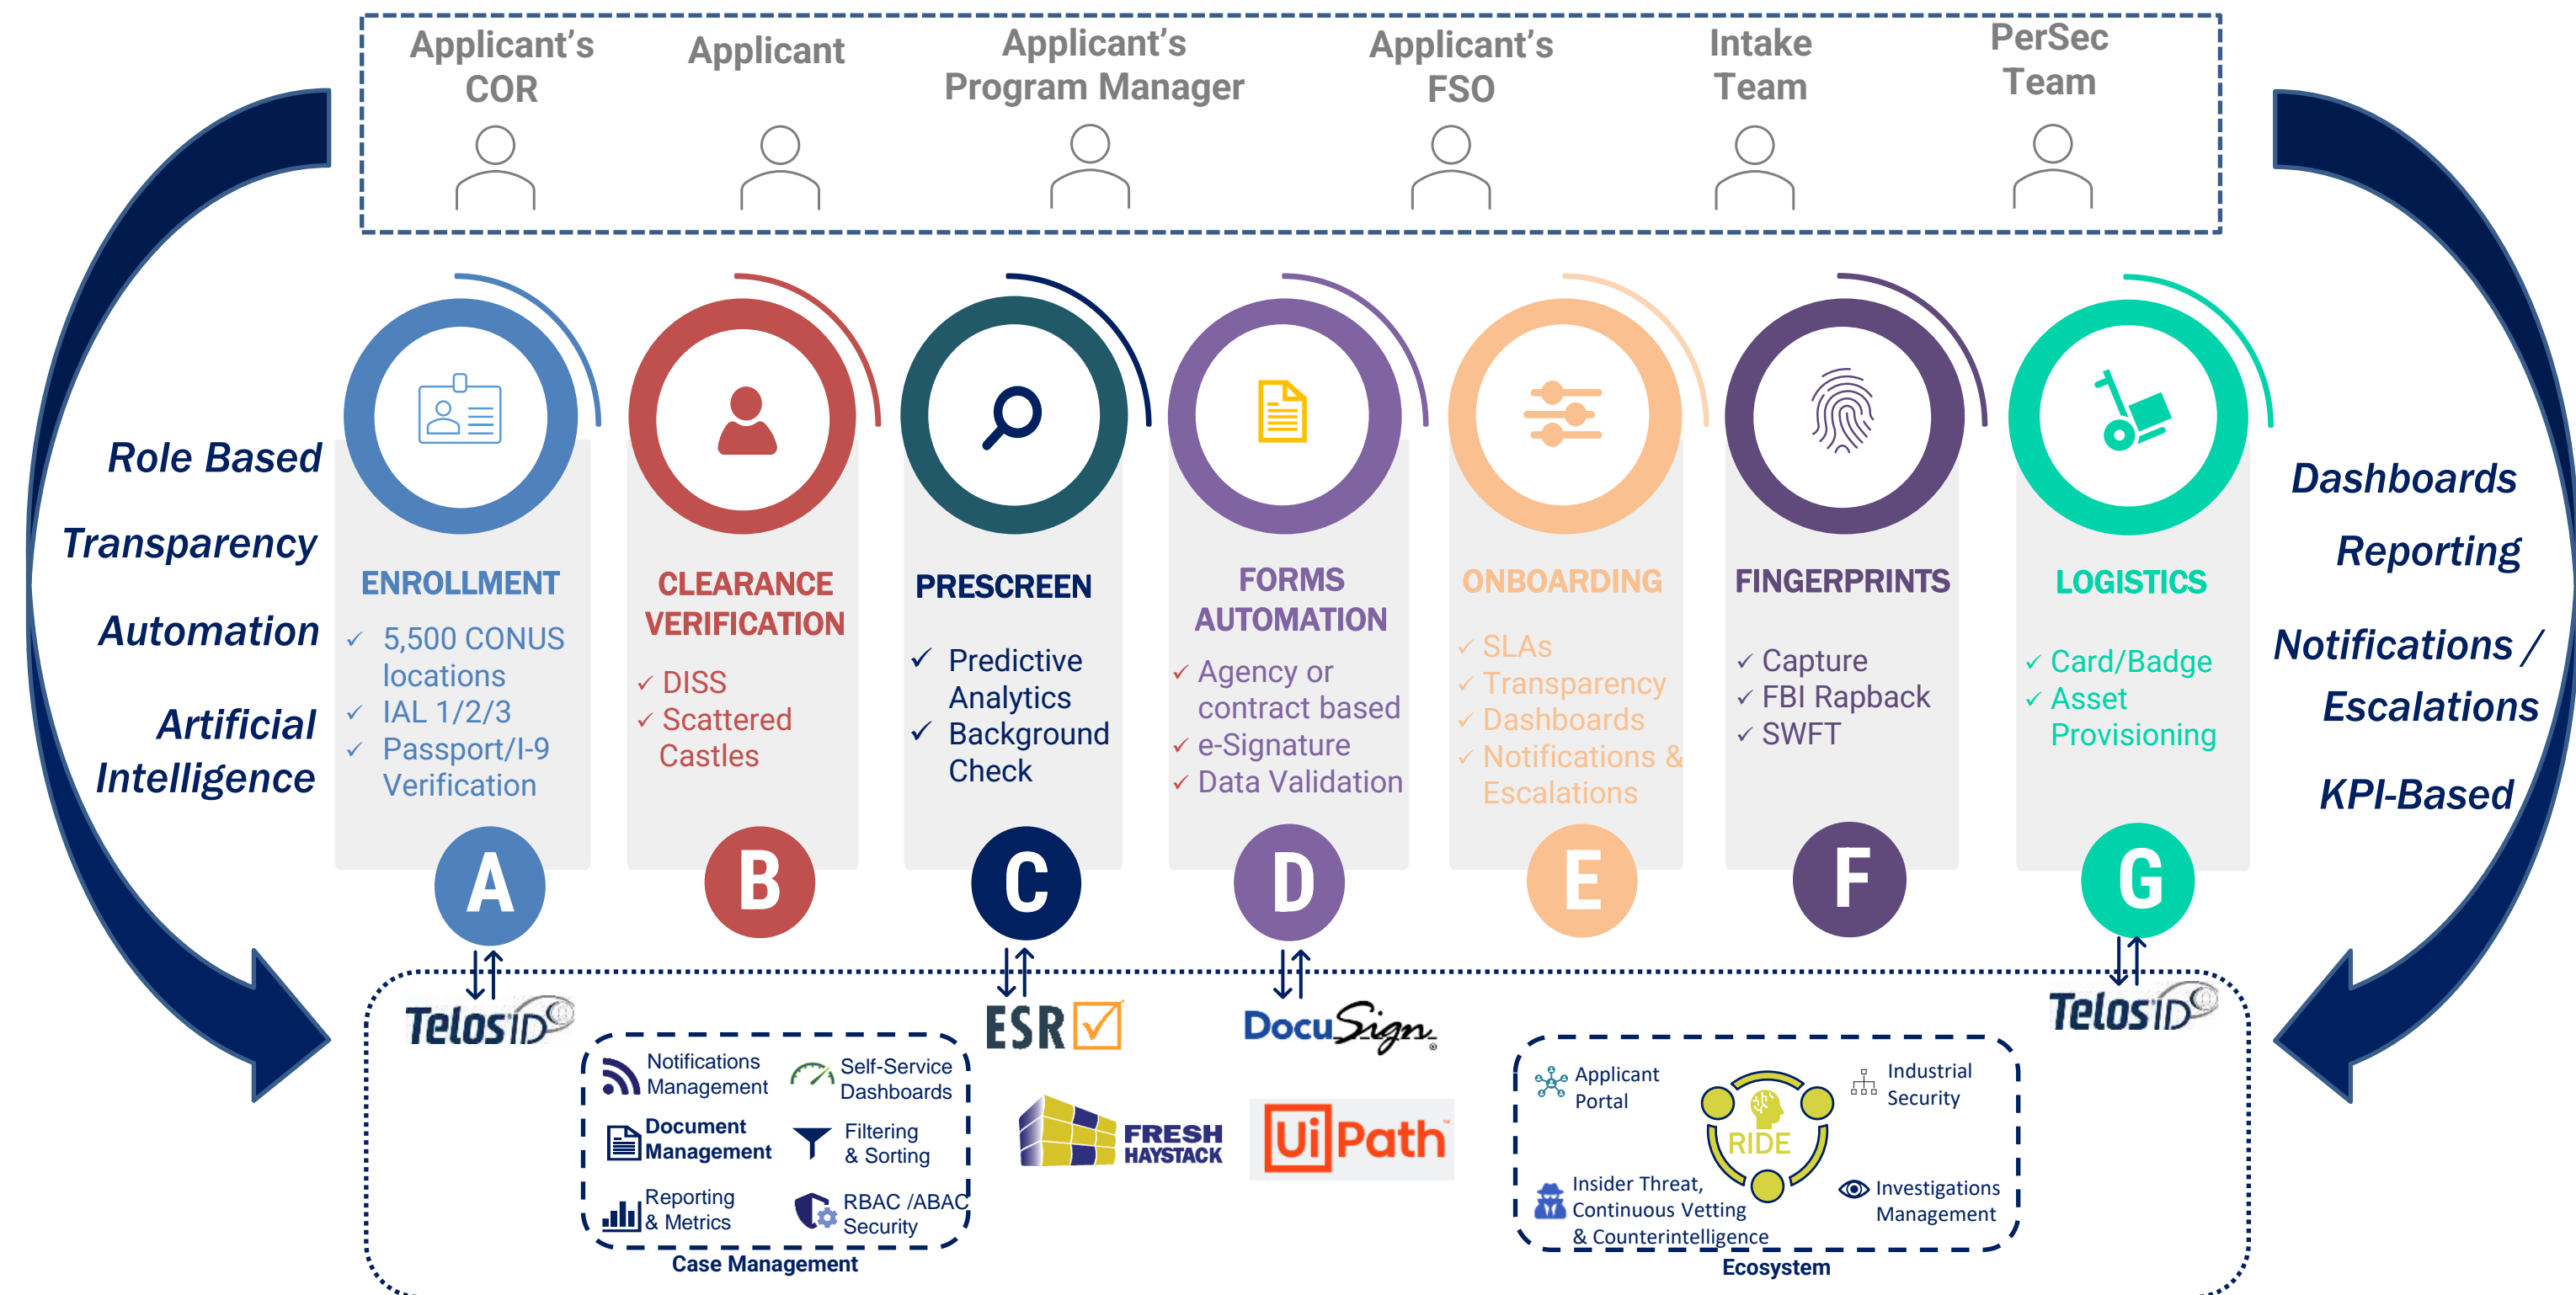 Applicant's
COR
Applicant
Applicant's
Program Manager
Applicant's
FSO
Intake
Team
PerSec
Team
Role Based
Transparency
Automation
Artificial
Intelligence
ENROLLMENT
✓ 5,500 CONUS
locations
✓ IAL 1/2/3
✓ Passport/I-9
Verification
A
CLEARANCE
VERIFICATION
✓ DISS
✓ Scattered
Castles
B
PRESCREEN
✓ Predictive
Analytics
✓ Background
Check
C
FORMS
AUTOMATION
✓ Agency or
contract based
✓ e-Signature
✓ Data Validation
D
ONBOARDING
✓ SLAs
✓ Transparency
✓ Dashboards
✓ Notifications &
Escalations
E
FINGERPRINTS
✓ Capture
✓ FBI Rapback
✓ SWFT
F
LOGISTICS
✓ Card/Badge
✓ Asset
Provisioning
G
Dashboards
Reporting
Notifications /
Escalations
KPI-Based
Telos ID
ESR
DocuSign®
Telos ID
FRESH
HAYSTACK
UiPath™
Notifications
Management
Self-Service
Dashboards
Document
Management
Filtering
& Sorting
Reporting
& Metrics
RBAC /ABAC
Security
Case Management
Applicant
Portal
Industrial
Security
RIDE
Insider Threat,
Continuous Vetting
& Counterintelligence
Investigations
Management
Ecosystem